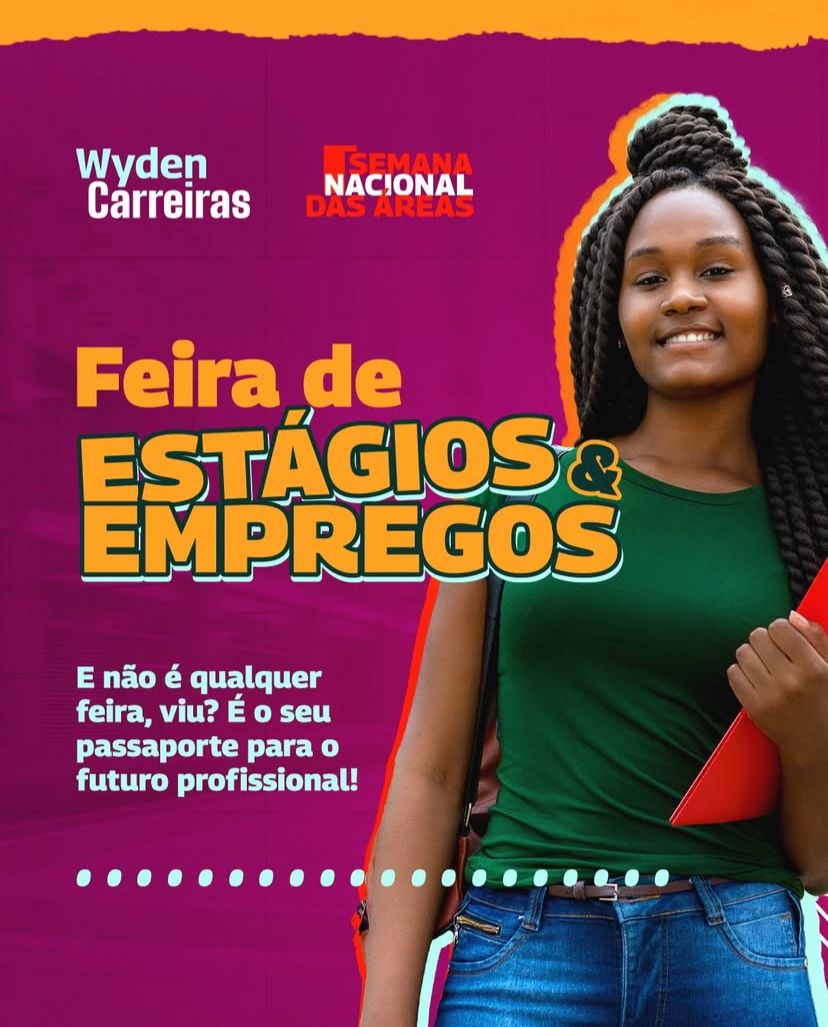 Wyden
Carreiras
SEMANA
NACIONAL
DAS ÁREAS
Feira de
ESTÁGIOS &
EMPREGOS
E não é qualquer
feira, viu? É o seu
passaporte para o
futuro profissional!